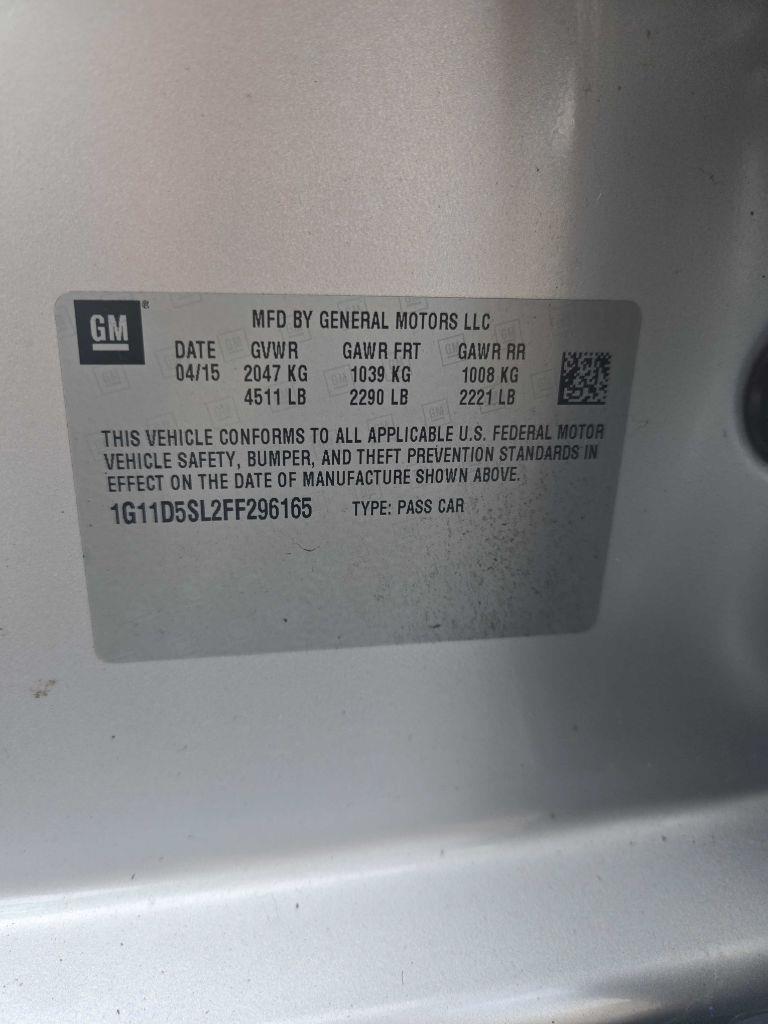 GM®
MFD BY GENERAL MOTORS LLC
DATE GVWR GAWR FRT GAWR RR
04/15 2047 KG 1039 KG 1008 KG
4511 LB 2290 LB 2221 LB
THIS VEHICLE CONFORMS TO ALL APPLICABLE U.S. FEDERAL MOTOR
VEHICLE SAFETY, BUMPER, AND THEFT PREVENTION STANDARDS IN
EFFECT ON THE DATE OF MANUFACTURE SHOWN ABOVE.
1G11D5SL2FF296165 TYPE: PASS CAR